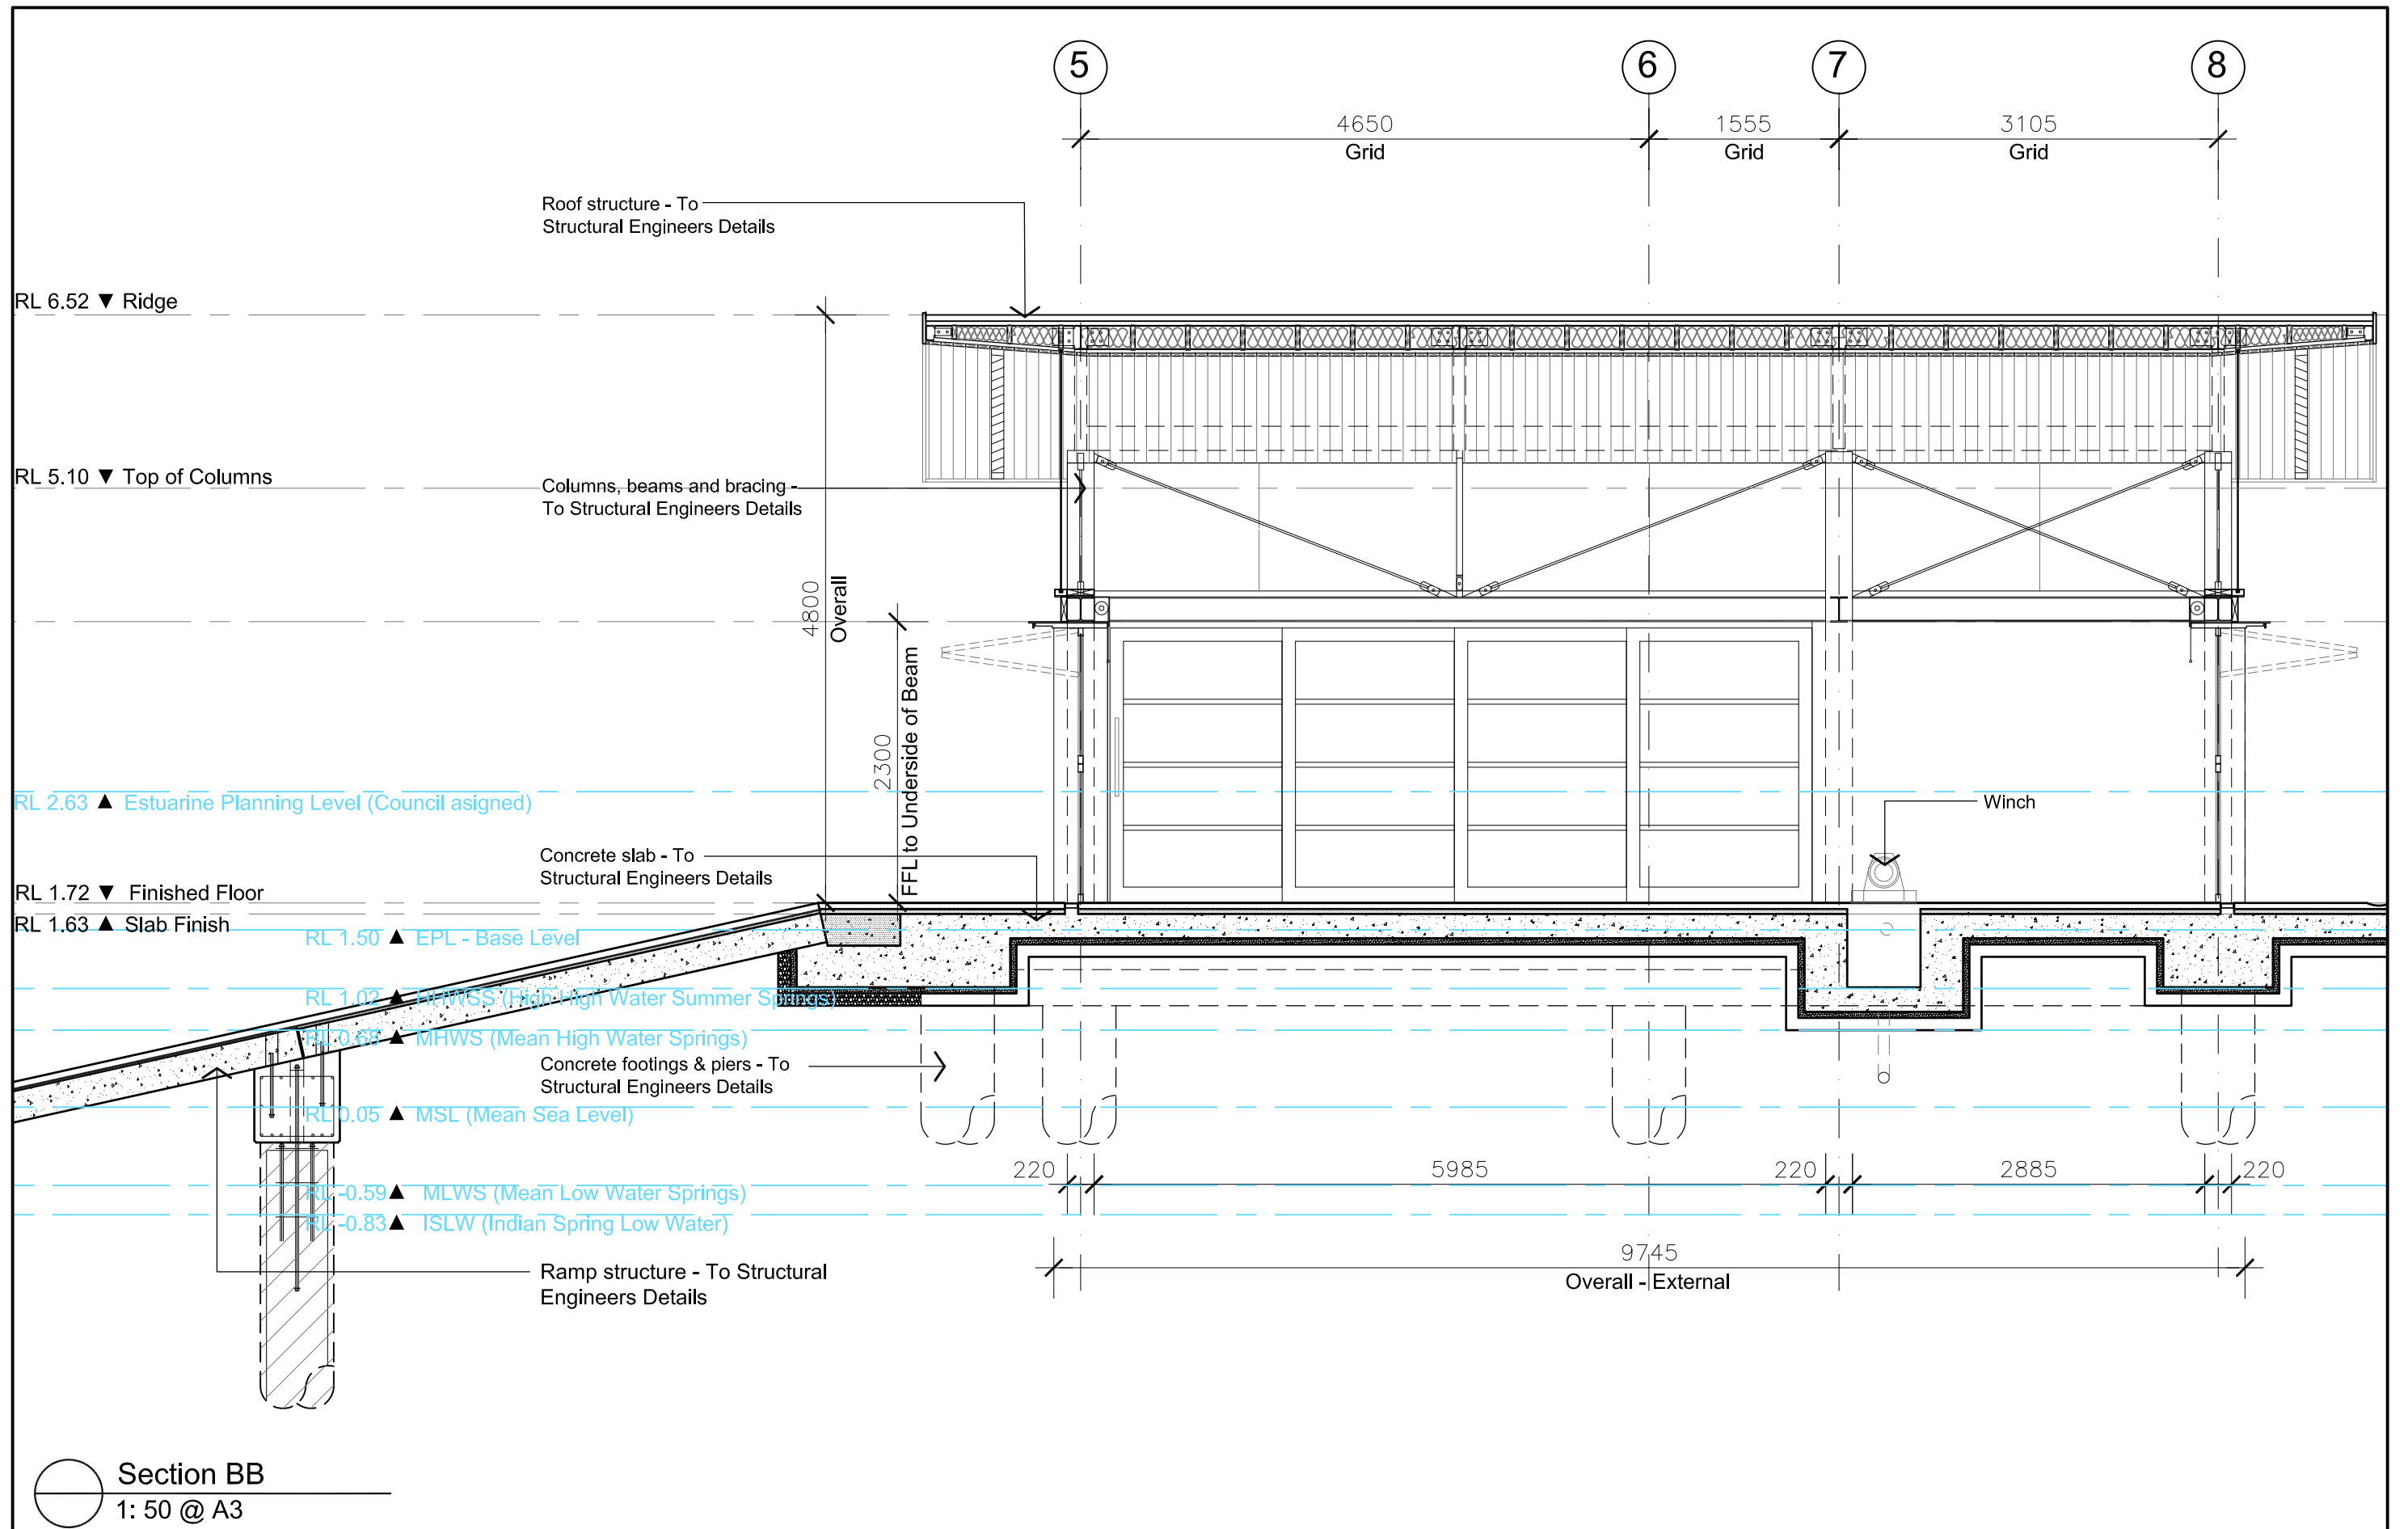 5 6 7 8
4650 1555 3105
Grid Grid Grid
Roof structure - To
Structural Engineers Details
RL 6.52 ▼ Ridge
RL 5.10 ▼ Top of Columns
Columns, beams and bracing -
To Structural Engineers Details
4800
Overall
2300
FFL to Underside of Beam
RL 2.63 ▲ Estuarine Planning Level (Council asigned)
Winch
Concrete slab - To
Structural Engineers Details
RL 1.72 ▼ Finished Floor
RL 1.63 ▲ Slab Finish
RL 1.50 ▲ EPL - Base Level
RL 1.02 ▲ HHWSS (High High Water Summer Springs)
RL 0.68 ▲ MHWS (Mean High Water Springs)
Concrete footings & piers - To
Structural Engineers Details
RL 0.05 ▲ MSL (Mean Sea Level)
220 5985 220 2885 220
RL -0.59 ▲ MLWS (Mean Low Water Springs)
RL -0.83 ▲ ISLW (Indian Spring Low Water)
9745
Overall - External
Ramp structure - To Structural
Engineers Details
Section BB
1: 50 @ A3